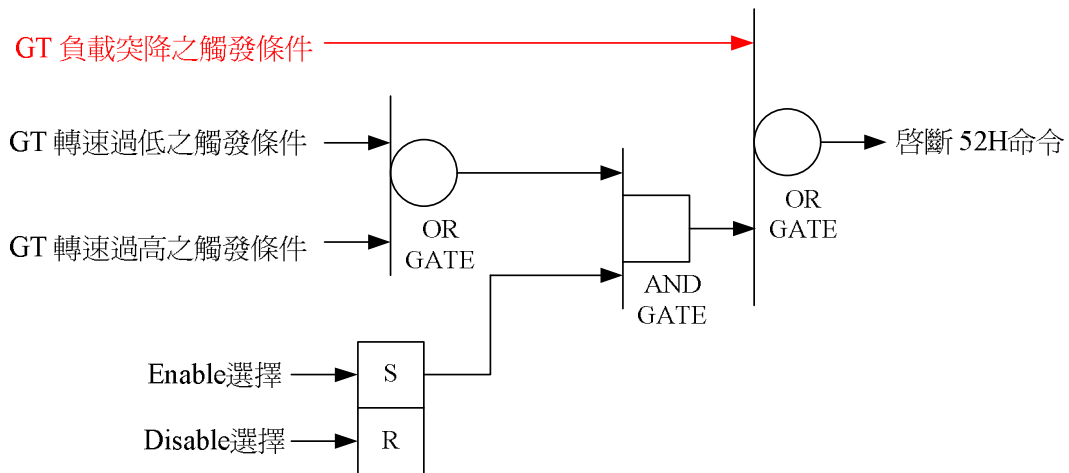 GT 負載突降之觸發條件
GT 轉速過低之觸發條件
啓斷 52H命令
OR
GATE
OR
GATE
GT 轉速過高之觸發條件
AND
GATE
Enable選擇
S
Disable選擇
R